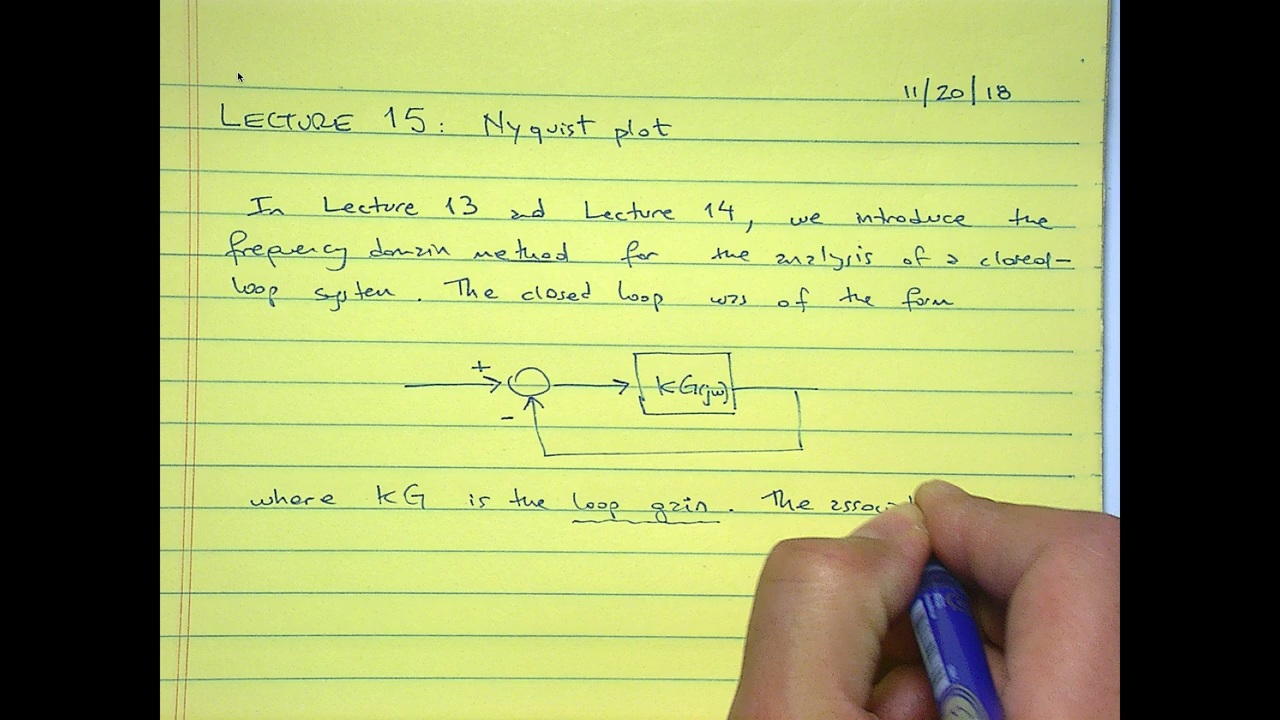 11/20/18
LECTURE 15: Nyquist plot
In Lecture 13 and Lecture 14, we introduce the
frequency domain method for the analysis of a closed-
loop system. The closed loop was of the form
+
KG(jω)
-
where KG is the loop gain. The associ